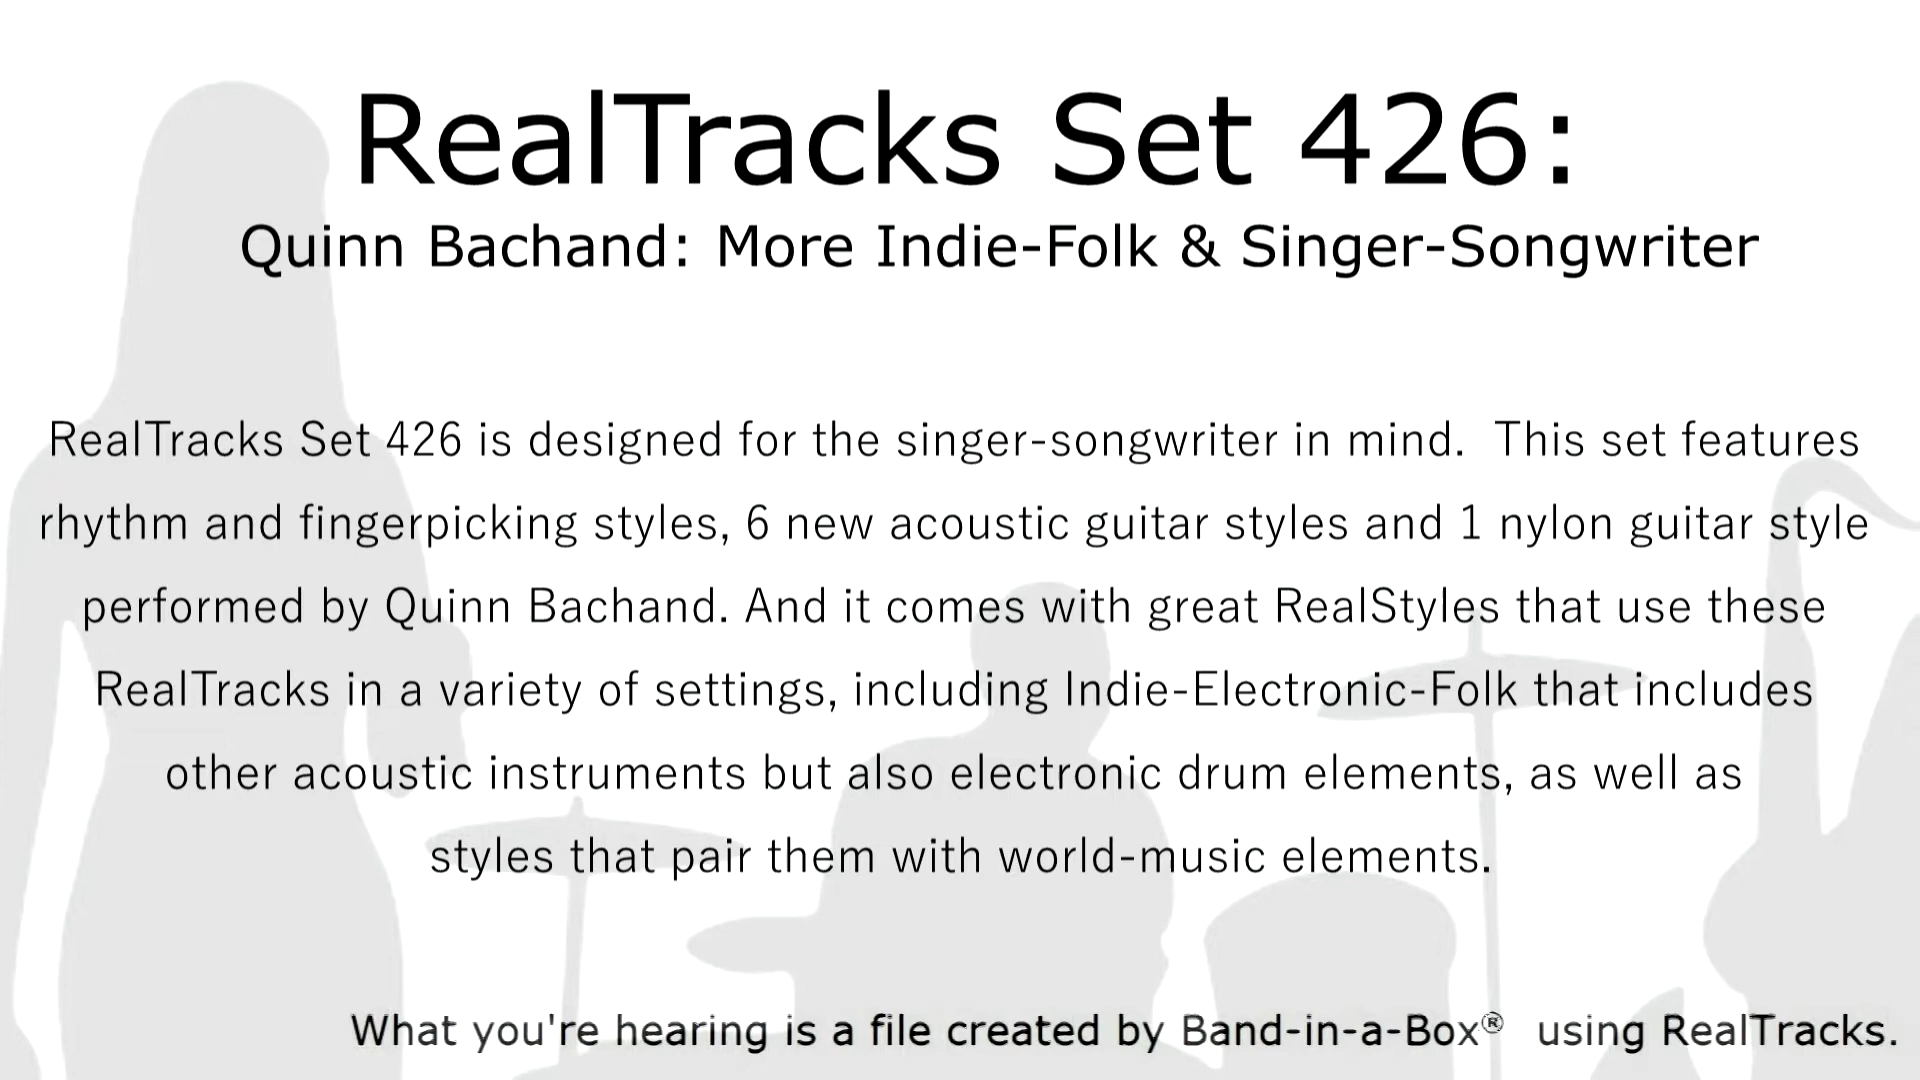 RealTracks Set 426:
Quinn Bachand: More Indie-Folk & Singer-Songwriter
RealTracks Set 426 is designed for the singer-songwriter in mind.  This set features
rhythm and fingerpicking styles, 6 new acoustic guitar styles and 1 nylon guitar style
performed by Quinn Bachand. And it comes with great RealStyles that use these
RealTracks in a variety of settings, including Indie-Electronic-Folk that includes
other acoustic instruments but also electronic drum elements, as well as
styles that pair them with world-music elements.
What you're hearing is a file created by Band-in-a-Box®  using RealTracks.